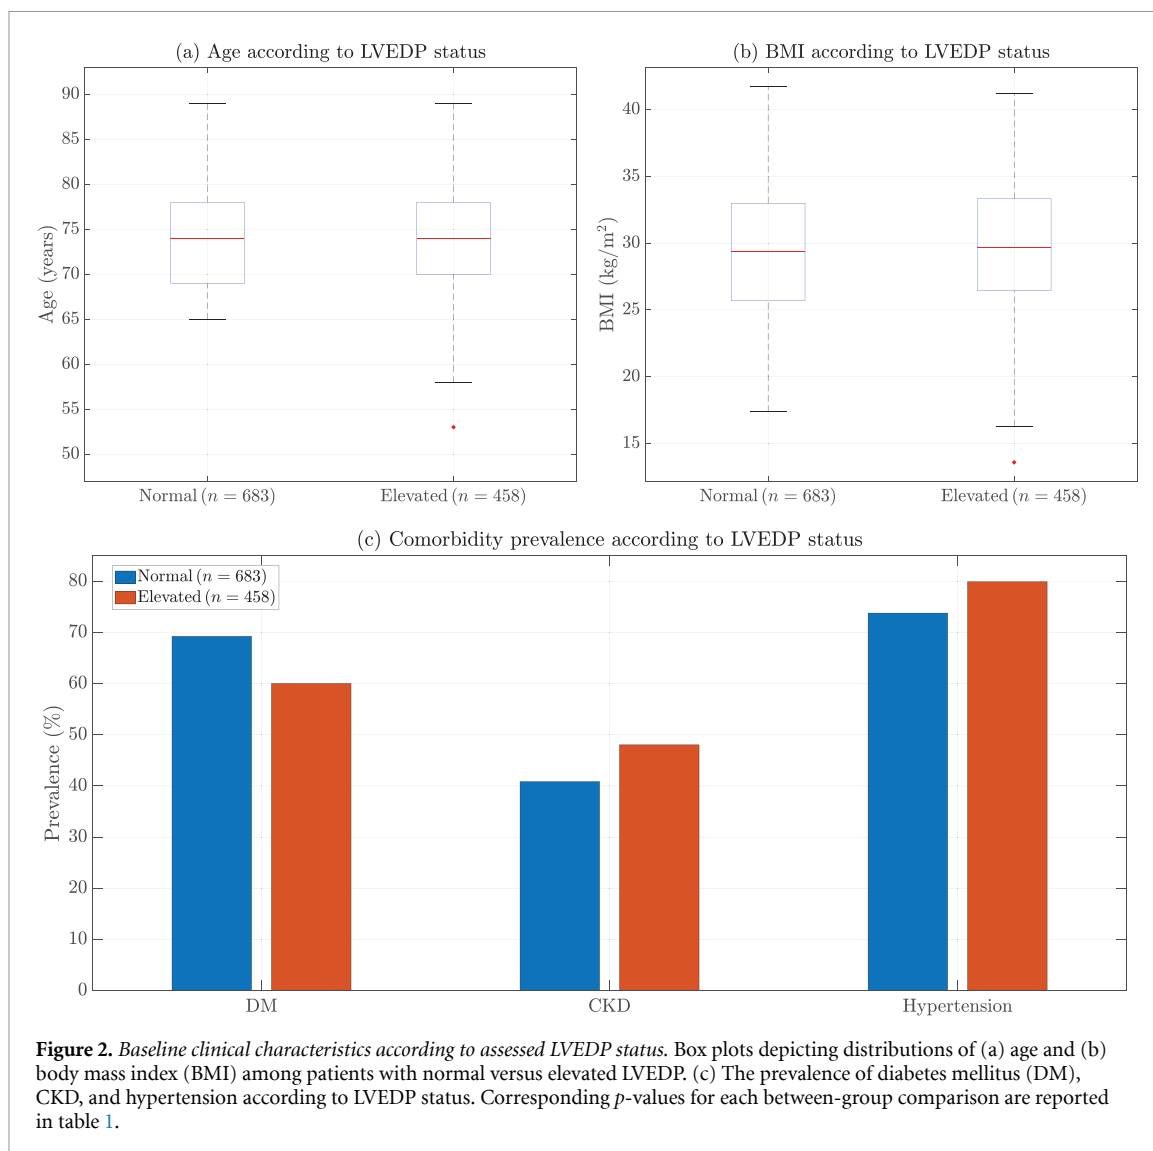 (a) Age according to LVEDP status
90
85
80
75
70
65
60
55
50
Age (years)
Normal (n = 683)
Elevated (n = 458)
(b) BMI according to LVEDP status
40
35
30
25
20
15
BMI (kg/m²)
Normal (n = 683)
Elevated (n = 458)
(c) Comorbidity prevalence according to LVEDP status
Normal (n = 683)
Elevated (n = 458)
80
70
60
50
40
30
20
10
0
Prevalence (%)
DM
CKD
Hypertension
Figure 2. Baseline clinical characteristics according to assessed LVEDP status. Box plots depicting distributions of (a) age and (b)
body mass index (BMI) among patients with normal versus elevated LVEDP. (c) The prevalence of diabetes mellitus (DM),
CKD, and hypertension according to LVEDP status. Corresponding p-values for each between-group comparison are reported
in table 1.